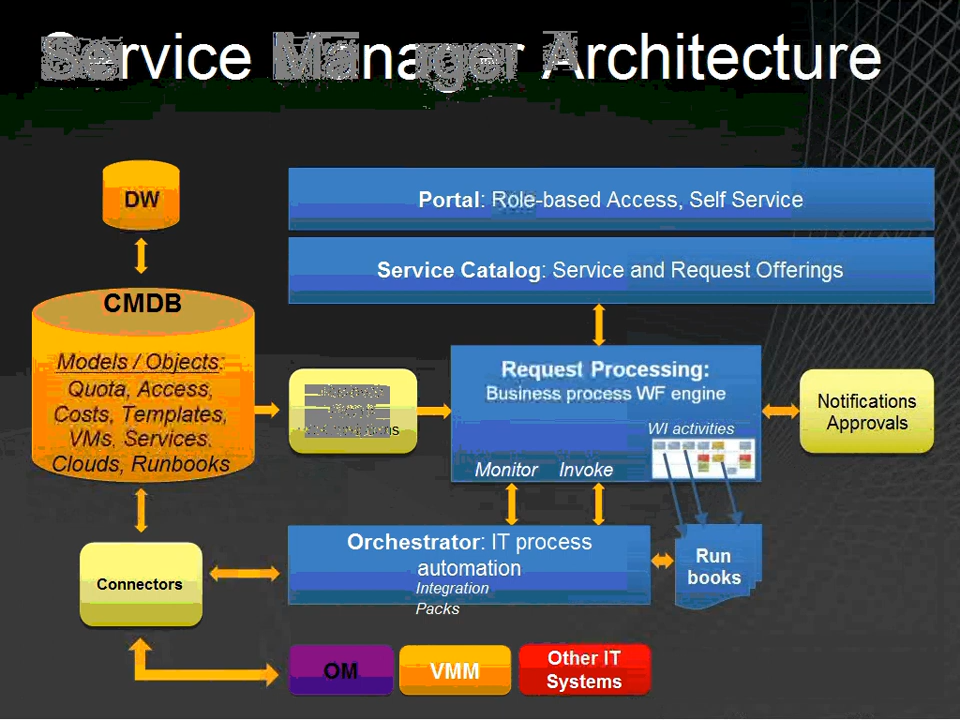 Service Manager Architecture
DW
Portal: Role-based Access, Self Service
Service Catalog: Service and Request Offerings
CMDB
Models / Objects:
Quota, Access,
Costs, Templates,
VMs, Services,
Clouds, Runbooks
Request Processing:
Business process WF engine
WI activities
Monitor Invoke
Notifications
Approvals
Orchestrator: IT process
automation
Integration
Packs
Run
books
Connectors
OM
VMM
Other IT
Systems